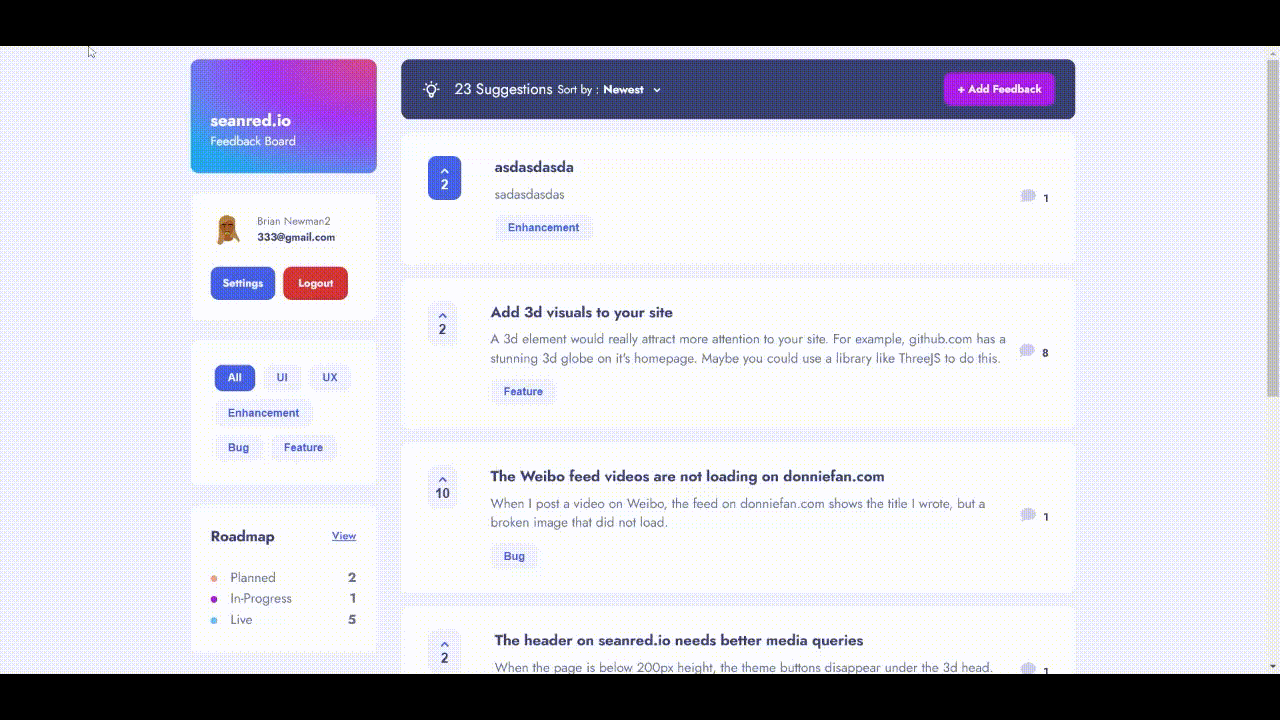 seanred.io
Feedback Board
Brian Newman2
333@gmail.com
Settings
Logout
All
UI
UX
Enhancement
Bug
Feature
Roadmap
View
Planned
2
In-Progress
1
Live
5
23 Suggestions Sort by : Newest
+ Add Feedback
2
asdasdasda
sadasdasdas
Enhancement
1
2
Add 3d visuals to your site
A 3d element would really attract more attention to your site. For example, github.com has a
stunning 3d globe on it's homepage. Maybe you could use a library like ThreeJS to do this.
Feature
8
10
The Weibo feed videos are not loading on donniefan.com
When I post a video on Weibo, the feed on donniefan.com shows the title I wrote, but a
broken image that did not load.
Bug
1
2
The header on seanred.io needs better media queries
When the page is below 200px height, the theme buttons disappear under the 3d head.
1